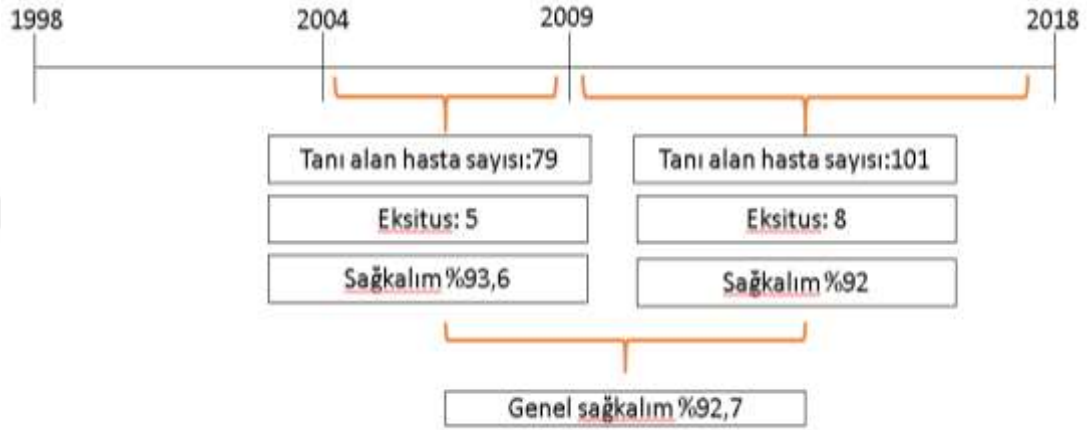 1998 2004 2009 2018
Tanı alan hasta sayısı:79 Tanı alan hasta sayısı:101
Eksitus: 5 Eksitus: 8
Sağkalım %93,6 Sağkalım %92
Genel sağkalım %92,7